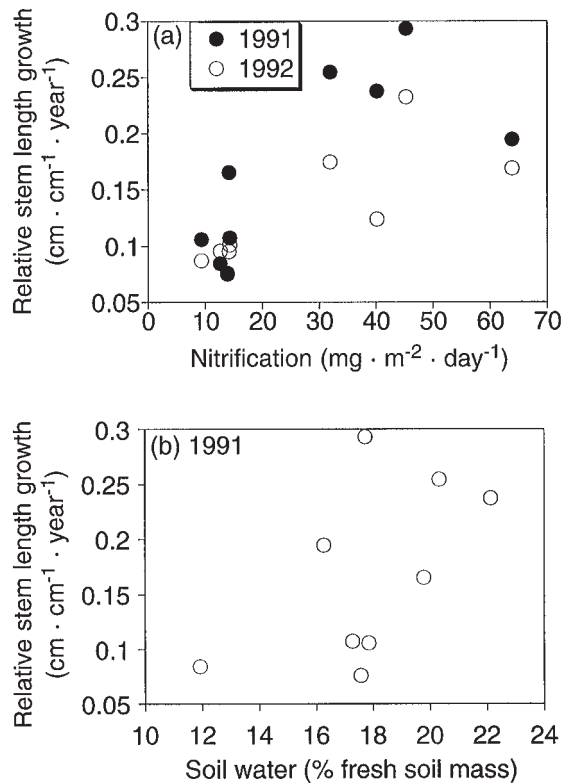 (a)
1991
1992
Relative stem length growth
(cm · cm⁻¹ · year⁻¹)
0.3
0.25
0.2
0.15
0.1
0.05
0 10 20 30 40 50 60 70
Nitrification (mg · m⁻² · day⁻¹)
(b) 1991
Relative stem length growth
(cm · cm⁻¹ · year⁻¹)
0.3
0.25
0.2
0.15
0.1
0.05
10 12 14 16 18 20 22 24
Soil water (% fresh soil mass)